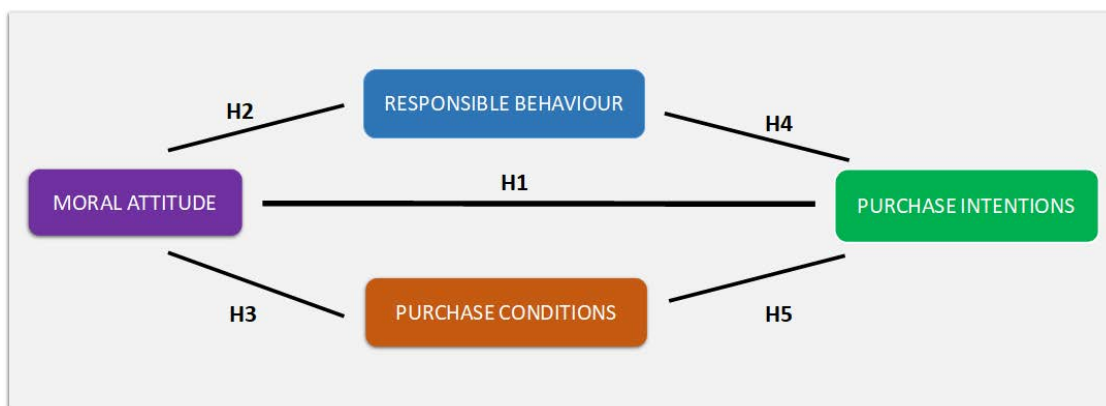 RESPONSIBLE BEHAVIOUR
H2
H4
MORAL ATTITUDE
H1
PURCHASE INTENTIONS
H3
PURCHASE CONDITIONS
H5